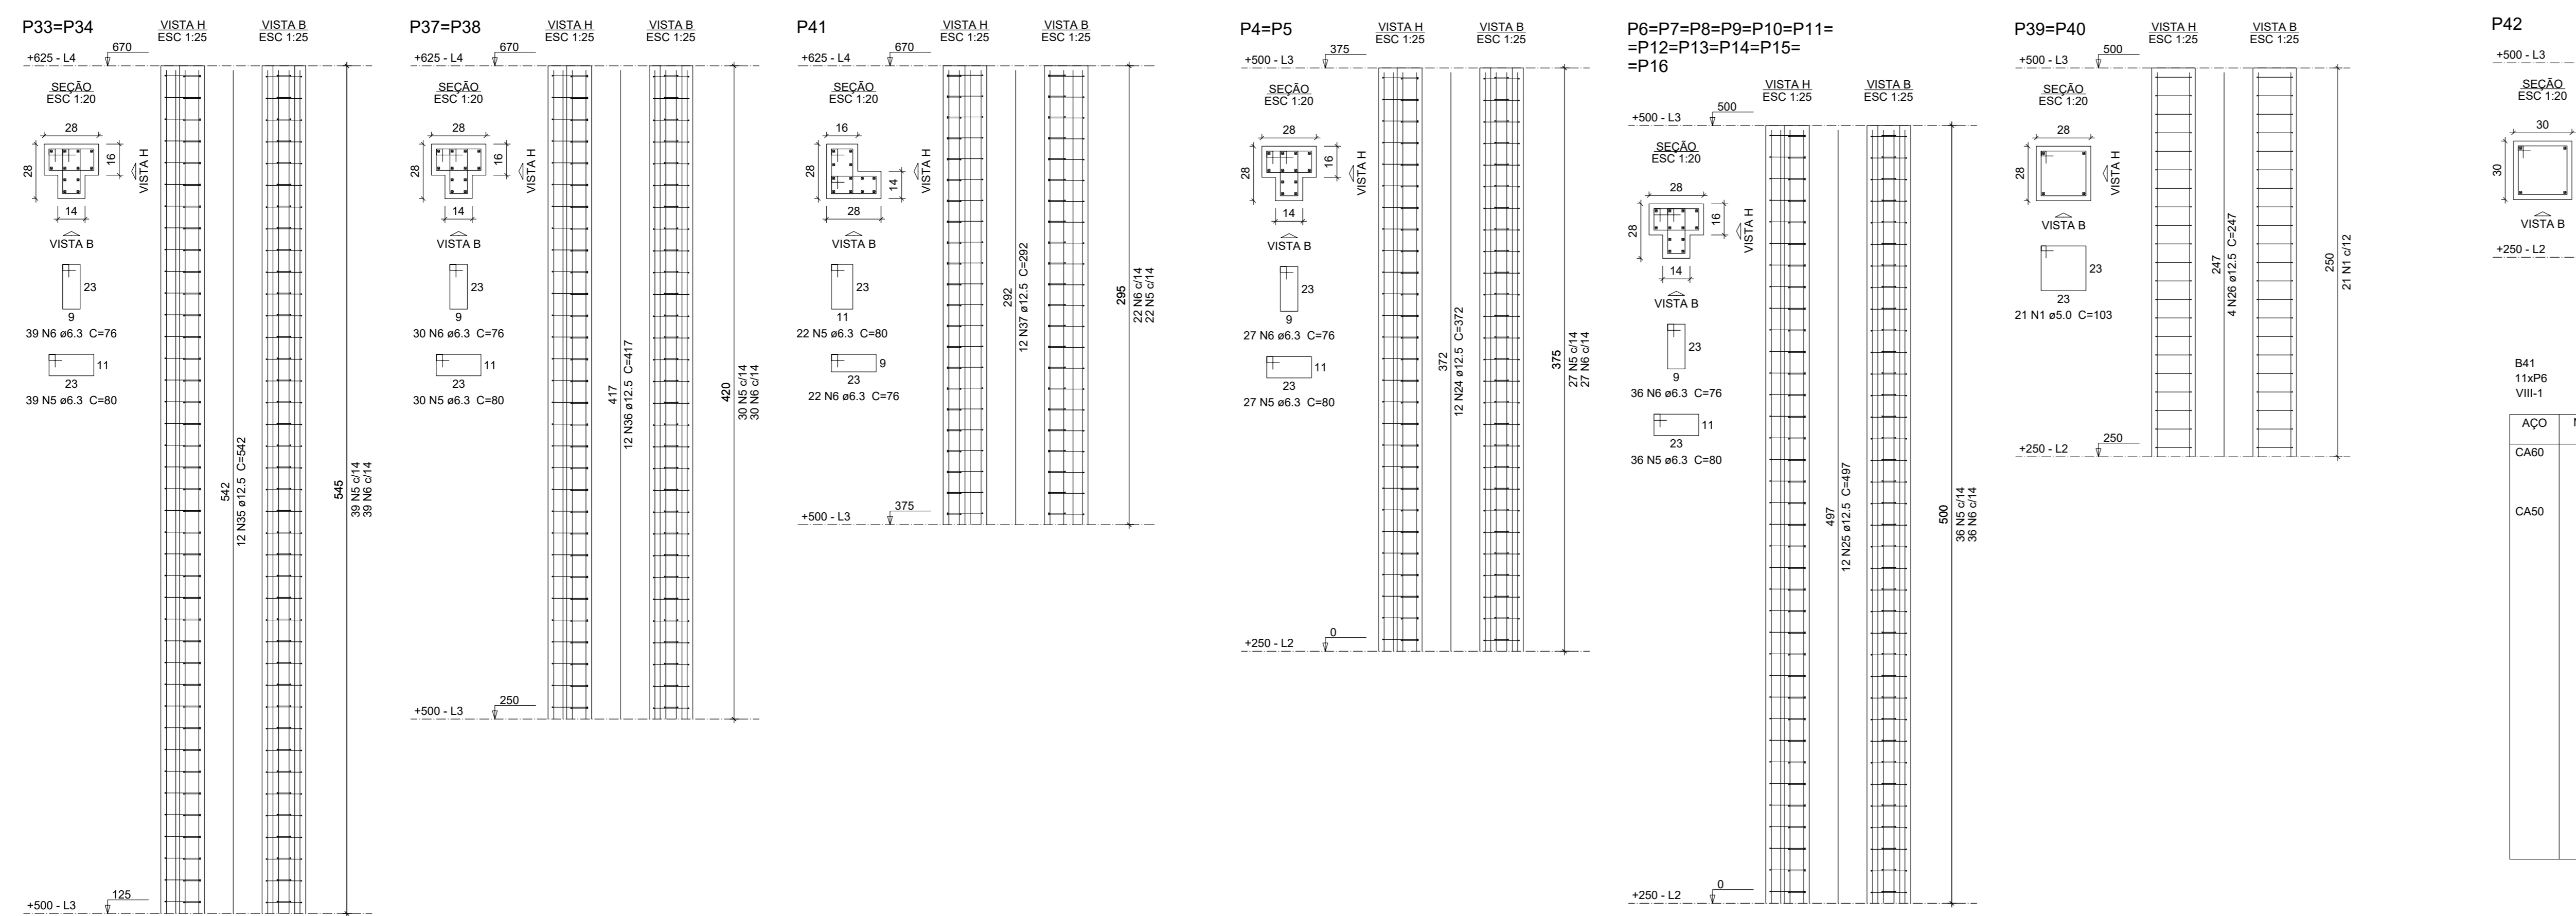 P33=P34
VISTA H
ESC 1:25
VISTA B
ESC 1:25
+625 - L4
670
SEÇÃO
ESC 1:20
28
28
16
VISTA H
14
VISTA B
23
9
39 N6 ø6.3 C=76
11
23
39 N5 ø6.3 C=80
542
12 N35 ø12.5 C=542
545
39 N5 c/14
39 N6 c/14
+500 - L3
125
P37=P38
VISTA H
ESC 1:25
VISTA B
ESC 1:25
+625 - L4
670
SEÇÃO
ESC 1:20
28
28
16
VISTA H
14
VISTA B
23
9
30 N6 ø6.3 C=76
11
23
30 N5 ø6.3 C=80
417
12 N36 ø12.5 C=417
420
30 N5 c/14
30 N6 c/14
+500 - L3
250
P41
VISTA H
ESC 1:25
VISTA B
ESC 1:25
+625 - L4
670
SEÇÃO
ESC 1:20
16
28
14
VISTA H
28
VISTA B
23
11
22 N5 ø6.3 C=80
9
23
22 N6 ø6.3 C=76
292
12 N37 ø12.5 C=292
295
22 N6 c/14
22 N5 c/14
+500 - L3
375
P4=P5
VISTA H
ESC 1:25
VISTA B
ESC 1:25
+500 - L3
375
SEÇÃO
ESC 1:20
28
28
16
VISTA H
14
VISTA B
23
9
27 N6 ø6.3 C=76
11
23
27 N5 ø6.3 C=80
372
12 N24 ø12.5 C=372
375
27 N5 c/14
27 N6 c/14
+250 - L2
0
P6=P7=P8=P9=P10=P11=
=P12=P13=P14=P15=
=P16
VISTA H
ESC 1:25
VISTA B
ESC 1:25
+500 - L3
500
SEÇÃO
ESC 1:20
28
28
16
VISTA H
14
VISTA B
23
9
36 N6 ø6.3 C=76
11
23
36 N5 ø6.3 C=80
497
12 N25 ø12.5 C=497
500
36 N5 c/14
36 N6 c/14
+250 - L2
0
P39=P40
VISTA H
ESC 1:25
VISTA B
ESC 1:25
+500 - L3
500
SEÇÃO
ESC 1:20
28
28
VISTA H
VISTA B
23
23
21 N1 ø5.0 C=103
247
4 N26 ø12.5 C=247
250
21 N1 c/12
+250 - L2
250
P42
+500 - L3
SEÇÃO
ESC 1:20
30
30
VISTA B
+250 - L2
B41
11xP6
VIII-1
AÇO
CA60
CA50